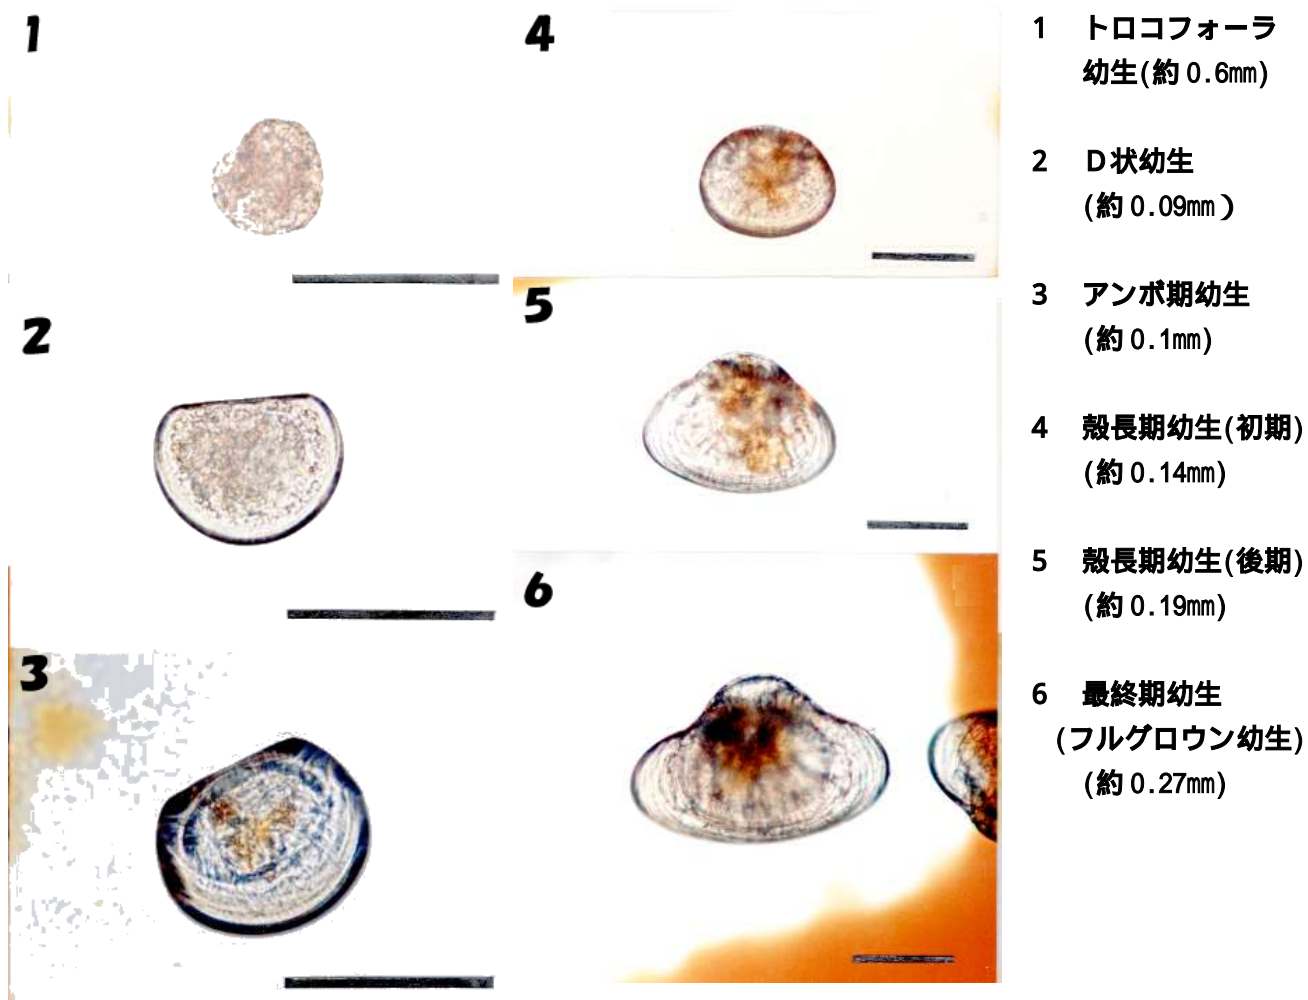 1
2
3
4
5
6
1 トロコフォーラ
幼生(約0.6mm)
2 D状幼生
(約0.09mm)
3 アンボ期幼生
(約0.1mm)
4 殻長期幼生(初期)
(約0.14mm)
5 殻長期幼生(後期)
(約0.19mm)
6 最終期幼生
(フルグロウン幼生)
(約0.27mm)